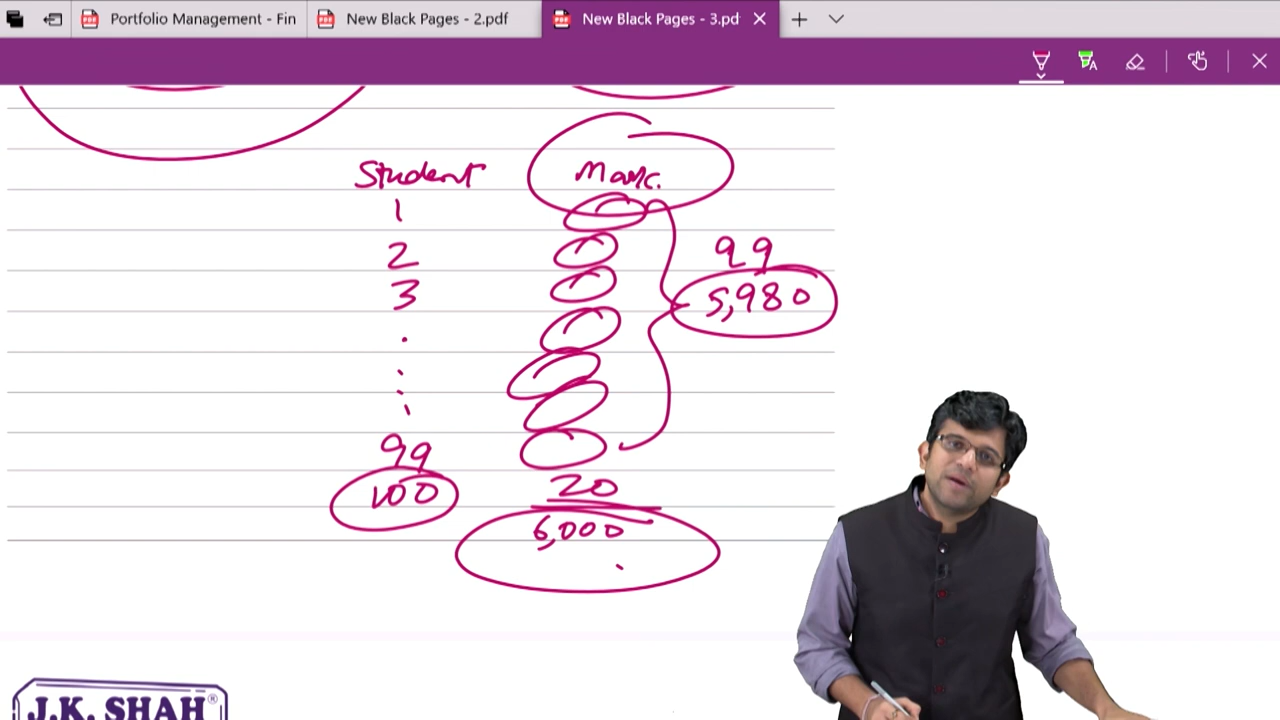 Portfolio Management - Fin
New Black Pages - 2.pdf
New Black Pages - 3.pd
Student Mark.
1
2
3
99
5,980
99
100 20
6,000
J.K. SHAH®